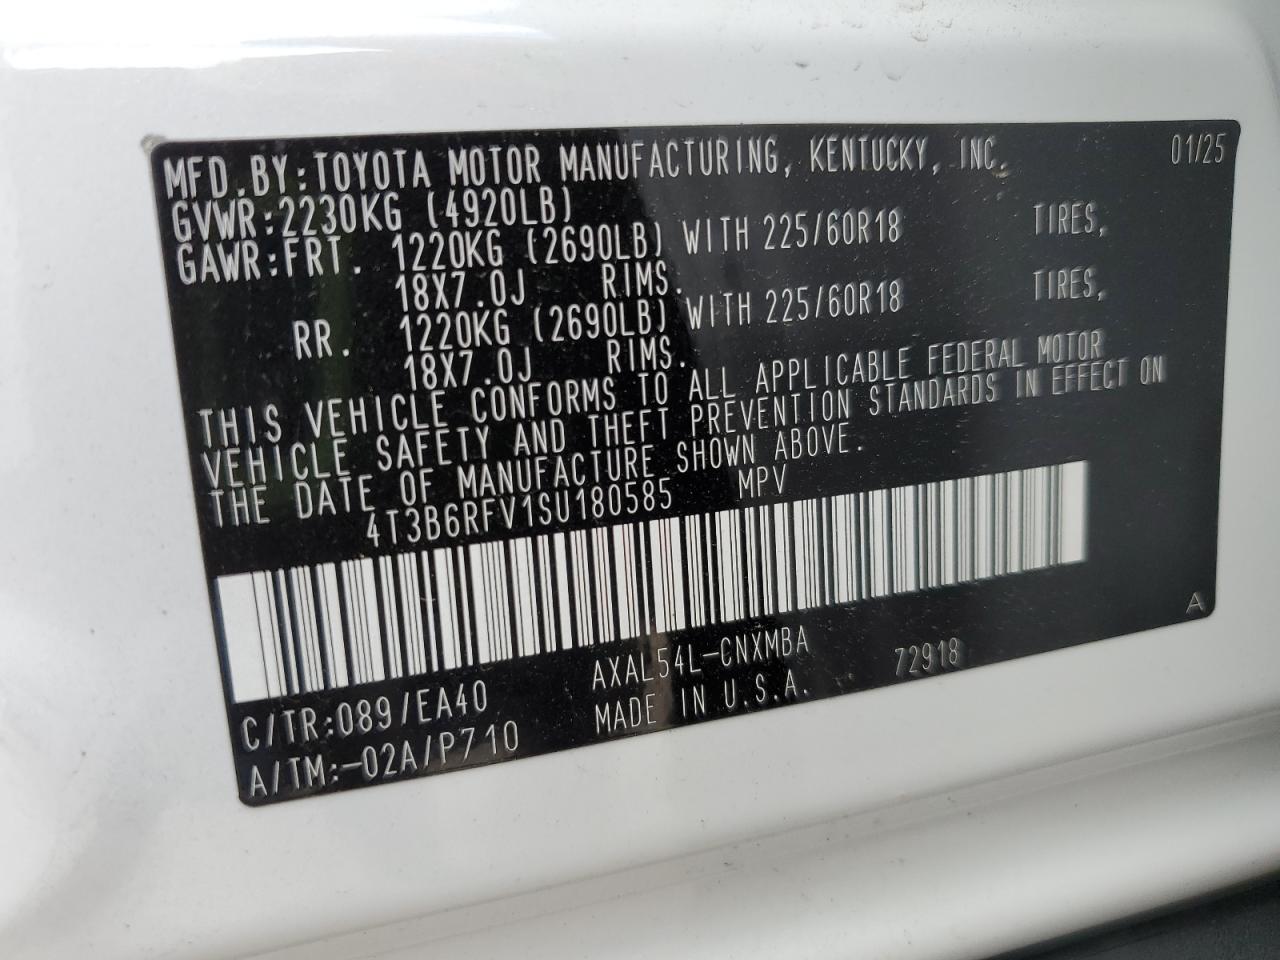 MFD.BY:TOYOTA MOTOR MANUFACTURING, KENTUCKY, INC. 01/25
GVWR:2230KG (4920LB)
GAWR:FRT. 1220KG (2690LB) WITH 225/60R18 TIRES,
18X7.0J RIMS.
RR. 1220KG (2690LB) WITH 225/60R18 TIRES,
18X7.0J RIMS.
THIS VEHICLE CONFORMS TO ALL APPLICABLE FEDERAL MOTOR
VEHICLE SAFETY AND THEFT PREVENTION STANDARDS IN EFFECT ON
THE DATE OF MANUFACTURE SHOWN ABOVE.
4T3B6RFV1SU180585 MPV
A
C/TR:089/EA40 AXAL54L-CNXMBA 72918
A/TM:-02A/P710 MADE IN U.S.A.